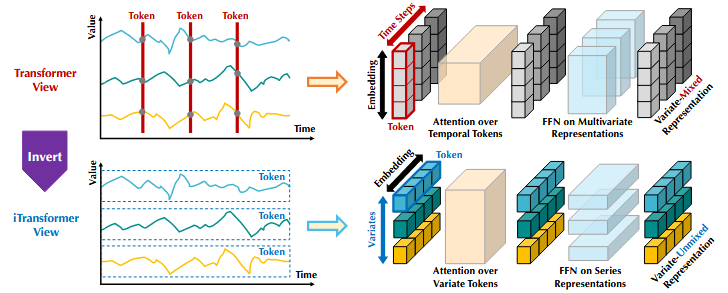 Token
Token
Token
Value
Transformer
View
Time
Invert
Value
Token
Token
Token
iTransformer
View
Time
Time Steps
Embedding
Token
Attention over
Temporal Tokens
FFN on Multivariate
Representations
Variate-Mixed
Representation
Embedding
Token
Variates
Attention over
Variate Tokens
FFN on Series
Representations
Variate-Unmixed
Representation